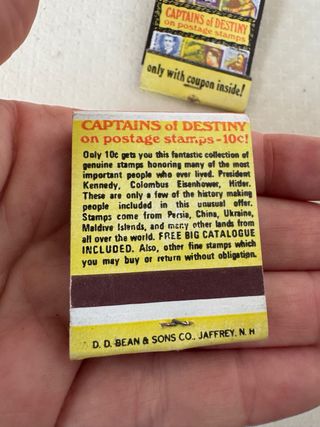 CAPTAINS of DESTINY
on postage stamps
only with coupon inside!
CAPTAINS of DESTINY
on postage stamps-10c!
Only 10c gets you this fantastic collection of
genuine stamps honoring many of the most
important people who ever lived. President
Kennedy, Colombus Eisenhower, Hitler.
These are only a few of the history making
people included in this unusual offer.
Stamps come from Persia, China, Ukraine,
Maldive Islands, and many other lands from
all over the world. FREE BIG CATALOGUE
INCLUDED. Also, other fine stamps which
you may buy or return without obligation.
D. D. BEAN & SONS CO., JAFFREY, N. H